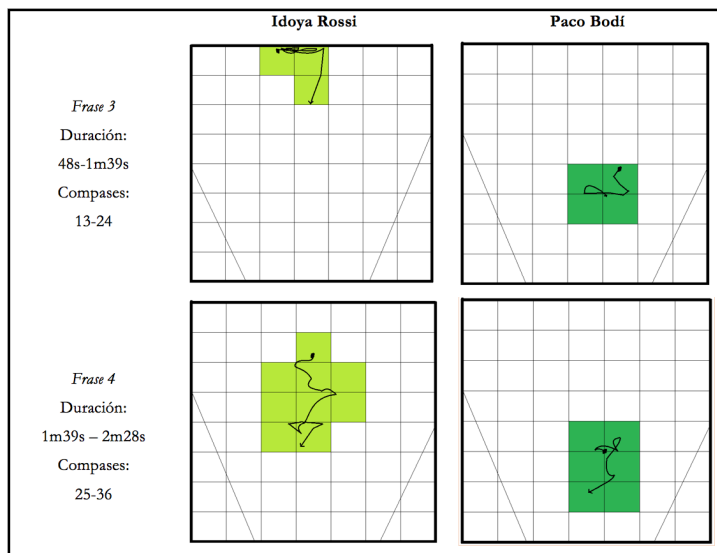 Idoya Rossi
Paco Bodí
Frase 3
Duración:
48s-1m39s
Compases:
13-24
Frase 4
Duración:
1m39s – 2m28s
Compases:
25-36